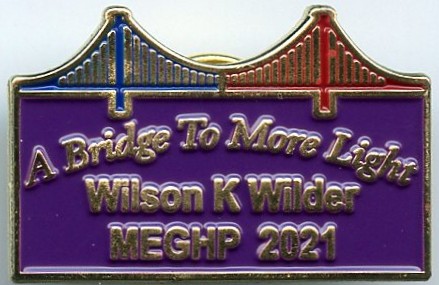 A Bridge To More Light
Wilson K Wilder
MEGHP 2021